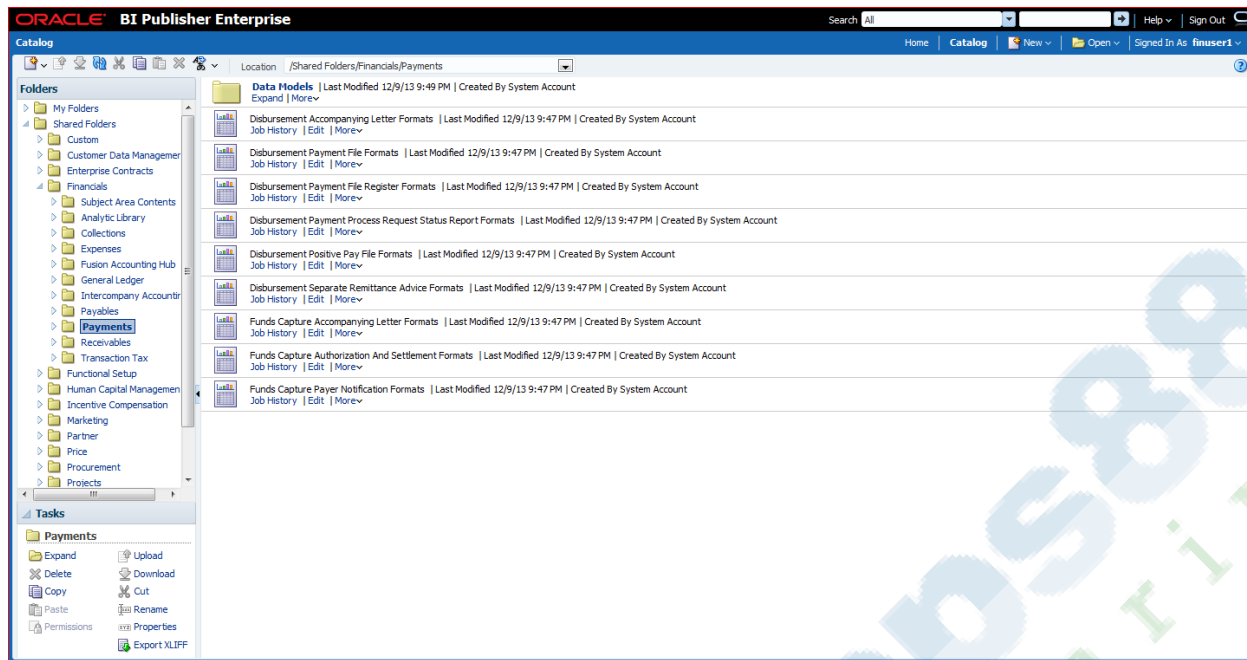 ORACLE BI Publisher Enterprise Search All Help Sign Out
Catalog Home Catalog New Open Signed In As finuser1
Location /Shared Folders/Financials/Payments
Folders
My Folders
Shared Folders
Custom
Customer Data Managemer
Enterprise Contracts
Financials
Subject Area Contents
Analytic Library
Collections
Expenses
Fusion Accounting Hub
General Ledger
Intercompany Accountir
Payables
Payments
Receivables
Transaction Tax
Functional Setup
Human Capital Managemen
Incentive Compensation
Marketing
Partner
Price
Procurement
Projects
Tasks
Payments
Expand Upload
Delete Download
Copy Cut
Paste Rename
Permissions Properties
Export XLIFF
Data Models | Last Modified 12/9/13 9:49 PM | Created By System Account
Expand | More
Disbursement Accompanying Letter Formats | Last Modified 12/9/13 9:47 PM | Created By System Account
Job History | Edit | More
Disbursement Payment File Formats | Last Modified 12/9/13 9:47 PM | Created By System Account
Job History | Edit | More
Disbursement Payment File Register Formats | Last Modified 12/9/13 9:47 PM | Created By System Account
Job History | Edit | More
Disbursement Payment Process Request Status Report Formats | Last Modified 12/9/13 9:47 PM | Created By System Account
Job History | Edit | More
Disbursement Positive Pay File Formats | Last Modified 12/9/13 9:47 PM | Created By System Account
Job History | Edit | More
Disbursement Separate Remittance Advice Formats | Last Modified 12/9/13 9:47 PM | Created By System Account
Job History | Edit | More
Funds Capture Accompanying Letter Formats | Last Modified 12/9/13 9:47 PM | Created By System Account
Job History | Edit | More
Funds Capture Authorization And Settlement Formats | Last Modified 12/9/13 9:47 PM | Created By System Account
Job History | Edit | More
Funds Capture Payer Notification Formats | Last Modified 12/9/13 9:47 PM | Created By System Account
Job History | Edit | More